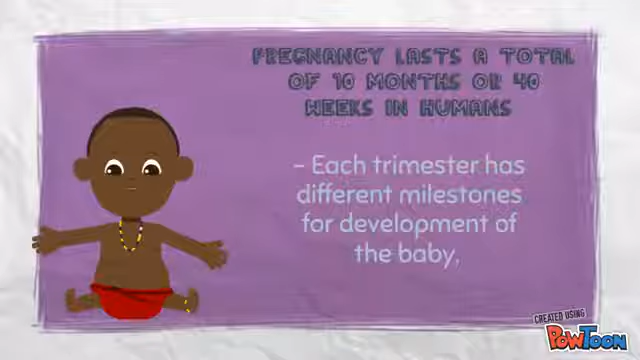 PREGNANCY LASTS A TOTAL
OF 10 MONTHS OR 40
WEEKS IN HUMANS
- Each trimester has
different milestones
for development of
the baby.
CREATED USING
POWTOON